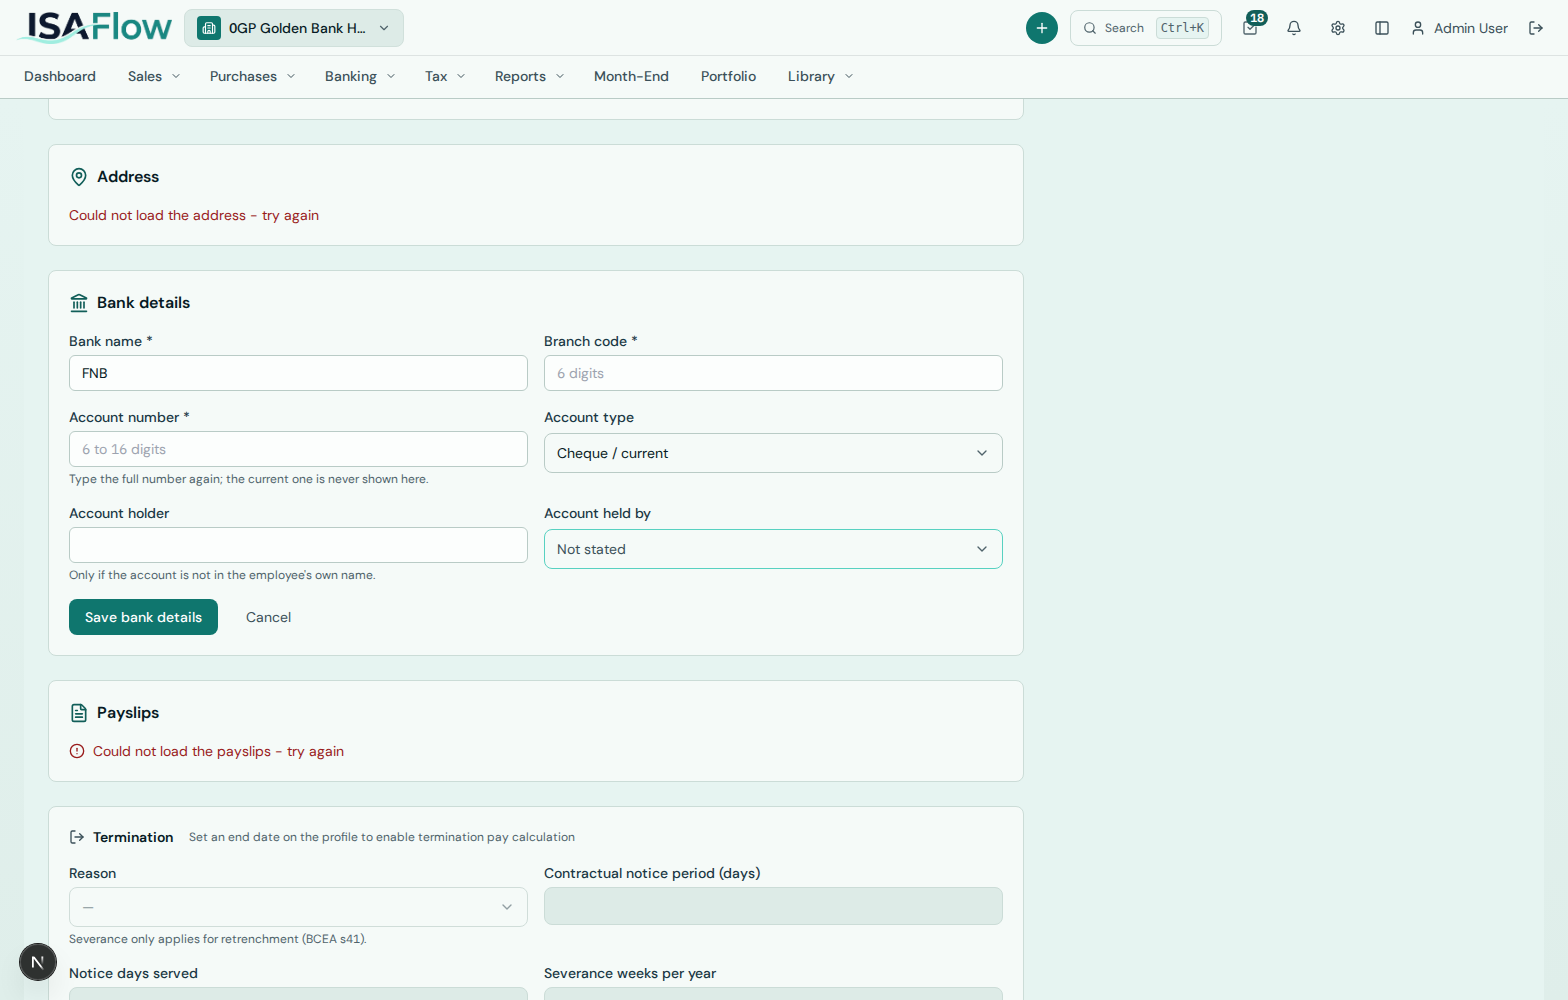 ISAFlow
0GP Golden Bank H...
Search Ctrl+K
18
Admin User
Dashboard Sales Purchases Banking Tax Reports Month-End Portfolio Library
Address
Could not load the address - try again
Bank details
Bank name * Branch code *
FNB 6 digits
Account number * Account type
6 to 16 digits Cheque / current
Type the full number again; the current one is never shown here.
Account holder Account held by
Not stated
Only if the account is not in the employee's own name.
Save bank details Cancel
Payslips
Could not load the payslips - try again
Termination Set an end date on the profile to enable termination pay calculation
Reason Contractual notice period (days)
—
Severance only applies for retrenchment (BCEA s41).
N
Notice days served Severance weeks per year